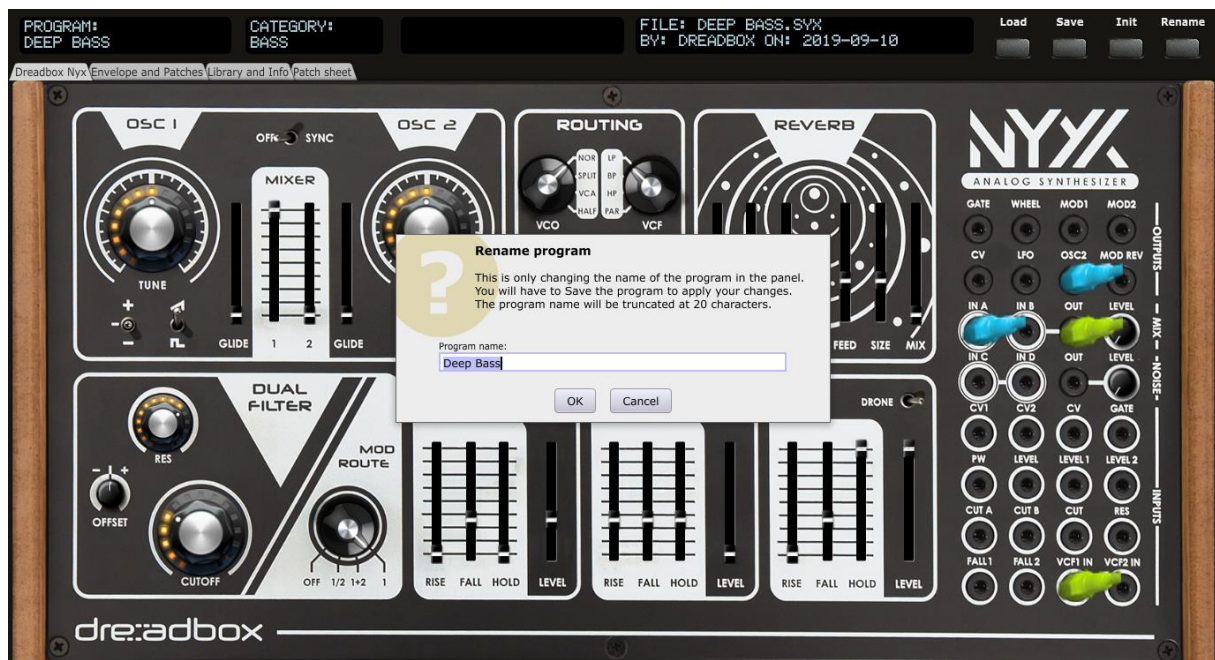 PROGRAM:
DEEP BASS
CATEGORY:
BASS
FILE: DEEP BASS.SYX
BY: DREADBOX ON: 2019-09-10
Load Save Init Rename
Dreadbox Nyx Envelope and Patches Library and Info Patch sheet
OSC 1
OFF SYNC
OSC 2
MIXER
TUNE
+
-
GLIDE 1 2 GLIDE
ROUTING
NOR LP
SPLIT BP
VCA HP
HALF PAR
VCO VCF
REVERB
FEED SIZE MIX
NYX
ANALOG SYNTHESIZER
GATE WHEEL MOD1 MOD2
CV LFO OSC2 MOD REV
-OUTPUTS-
IN A IN B OUT LEVEL
MIX
IN C IN D OUT LEVEL
-NOISE-
CV1 CV2 CV GATE
PW LEVEL LEVEL 1 LEVEL 2
CUT A CUT B CUT RES
INPUTS
FALL1 FALL2 VCF1 IN VCF2 IN
?
Rename program
This is only changing the name of the program in the panel.
You will have to Save the program to apply your changes.
The program name will be truncated at 20 characters.
Program name:
Deep Bass
OK Cancel
DUAL
FILTER
RES
- +
OFFSET
CUTOFF
MOD
ROUTE
OFF 1/2 1+2 1
RISE FALL HOLD LEVEL
RISE FALL HOLD LEVEL
DRONE
RISE FALL HOLD LEVEL
dre:adbox